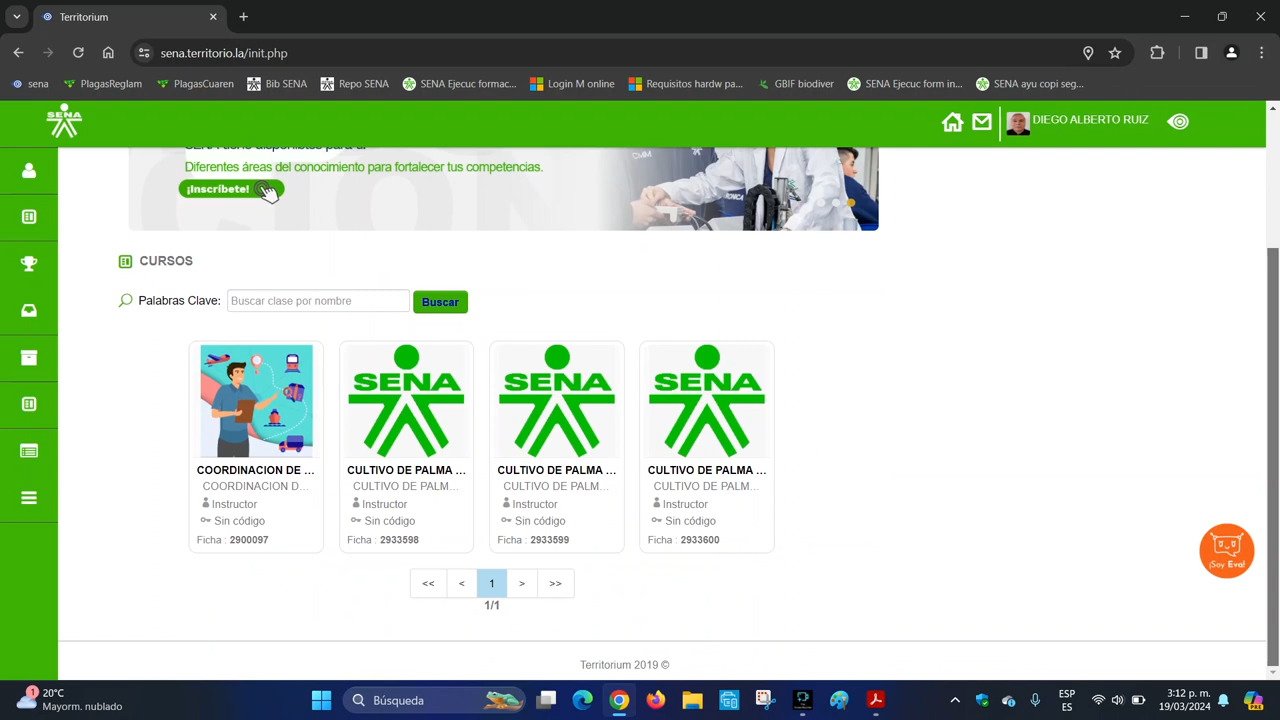 Territorium
sena.territorio.la/init.php
sena
PlagasReglam
PlagasCuaren
Bib SENA
Repo SENA
SENA Ejecuc formac...
Login M online
Requisitos hardw pa...
GBIF biodiver
SENA Ejecuc form in...
SENA ayu copi seg...
SENA
DIEGO ALBERTO RUIZ
Diferentes áreas del conocimiento para fortalecer tus competencias.
¡Inscríbete!
CURSOS
Palabras Clave:
Buscar clase por nombre
Buscar
SENA
SENA
SENA
COORDINACION DE ...
CULTIVO DE PALMA ...
CULTIVO DE PALMA ...
CULTIVO DE PALMA ...
COORDINACION D...
CULTIVO DE PALM...
CULTIVO DE PALM...
CULTIVO DE PALM...
Instructor
Instructor
Instructor
Instructor
Sin código
Sin código
Sin código
Sin código
Ficha : 2900097
Ficha : 2933598
Ficha : 2933599
Ficha : 2933600
¡Soy Eva!
<< < 1 > >>
1/1
Territorium 2019 ©
1
20°C
Mayorm. nublado
Búsqueda
ESP
ES
3:12 p. m.
19/03/2024
PRE